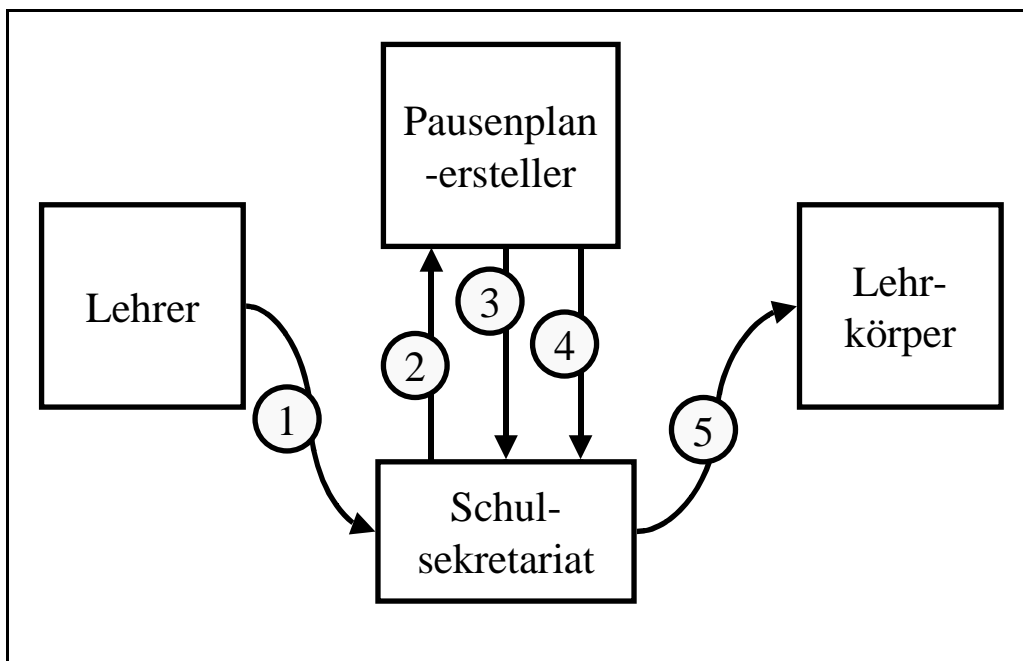 Pausenplan
-ersteller
Lehrer
Lehr-
körper
1
2
3
4
5
Schul-
sekretariat